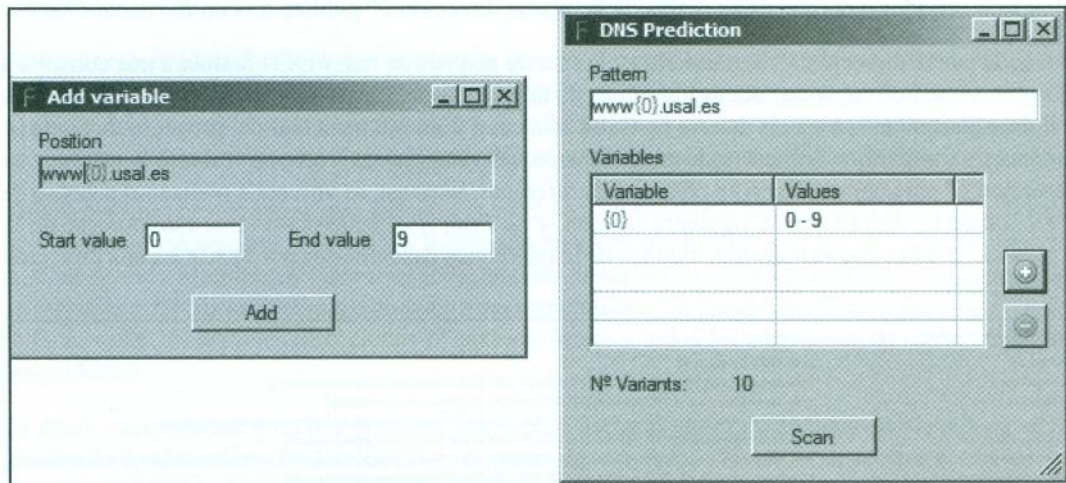 Add variable
Position
www{0}.usal.es
Start value 0 End value 9
Add
DNS Prediction
Pattern
www{0}.usal.es
Variables
Variable Values
{0} 0 - 9
Nº Variants: 10
Scan